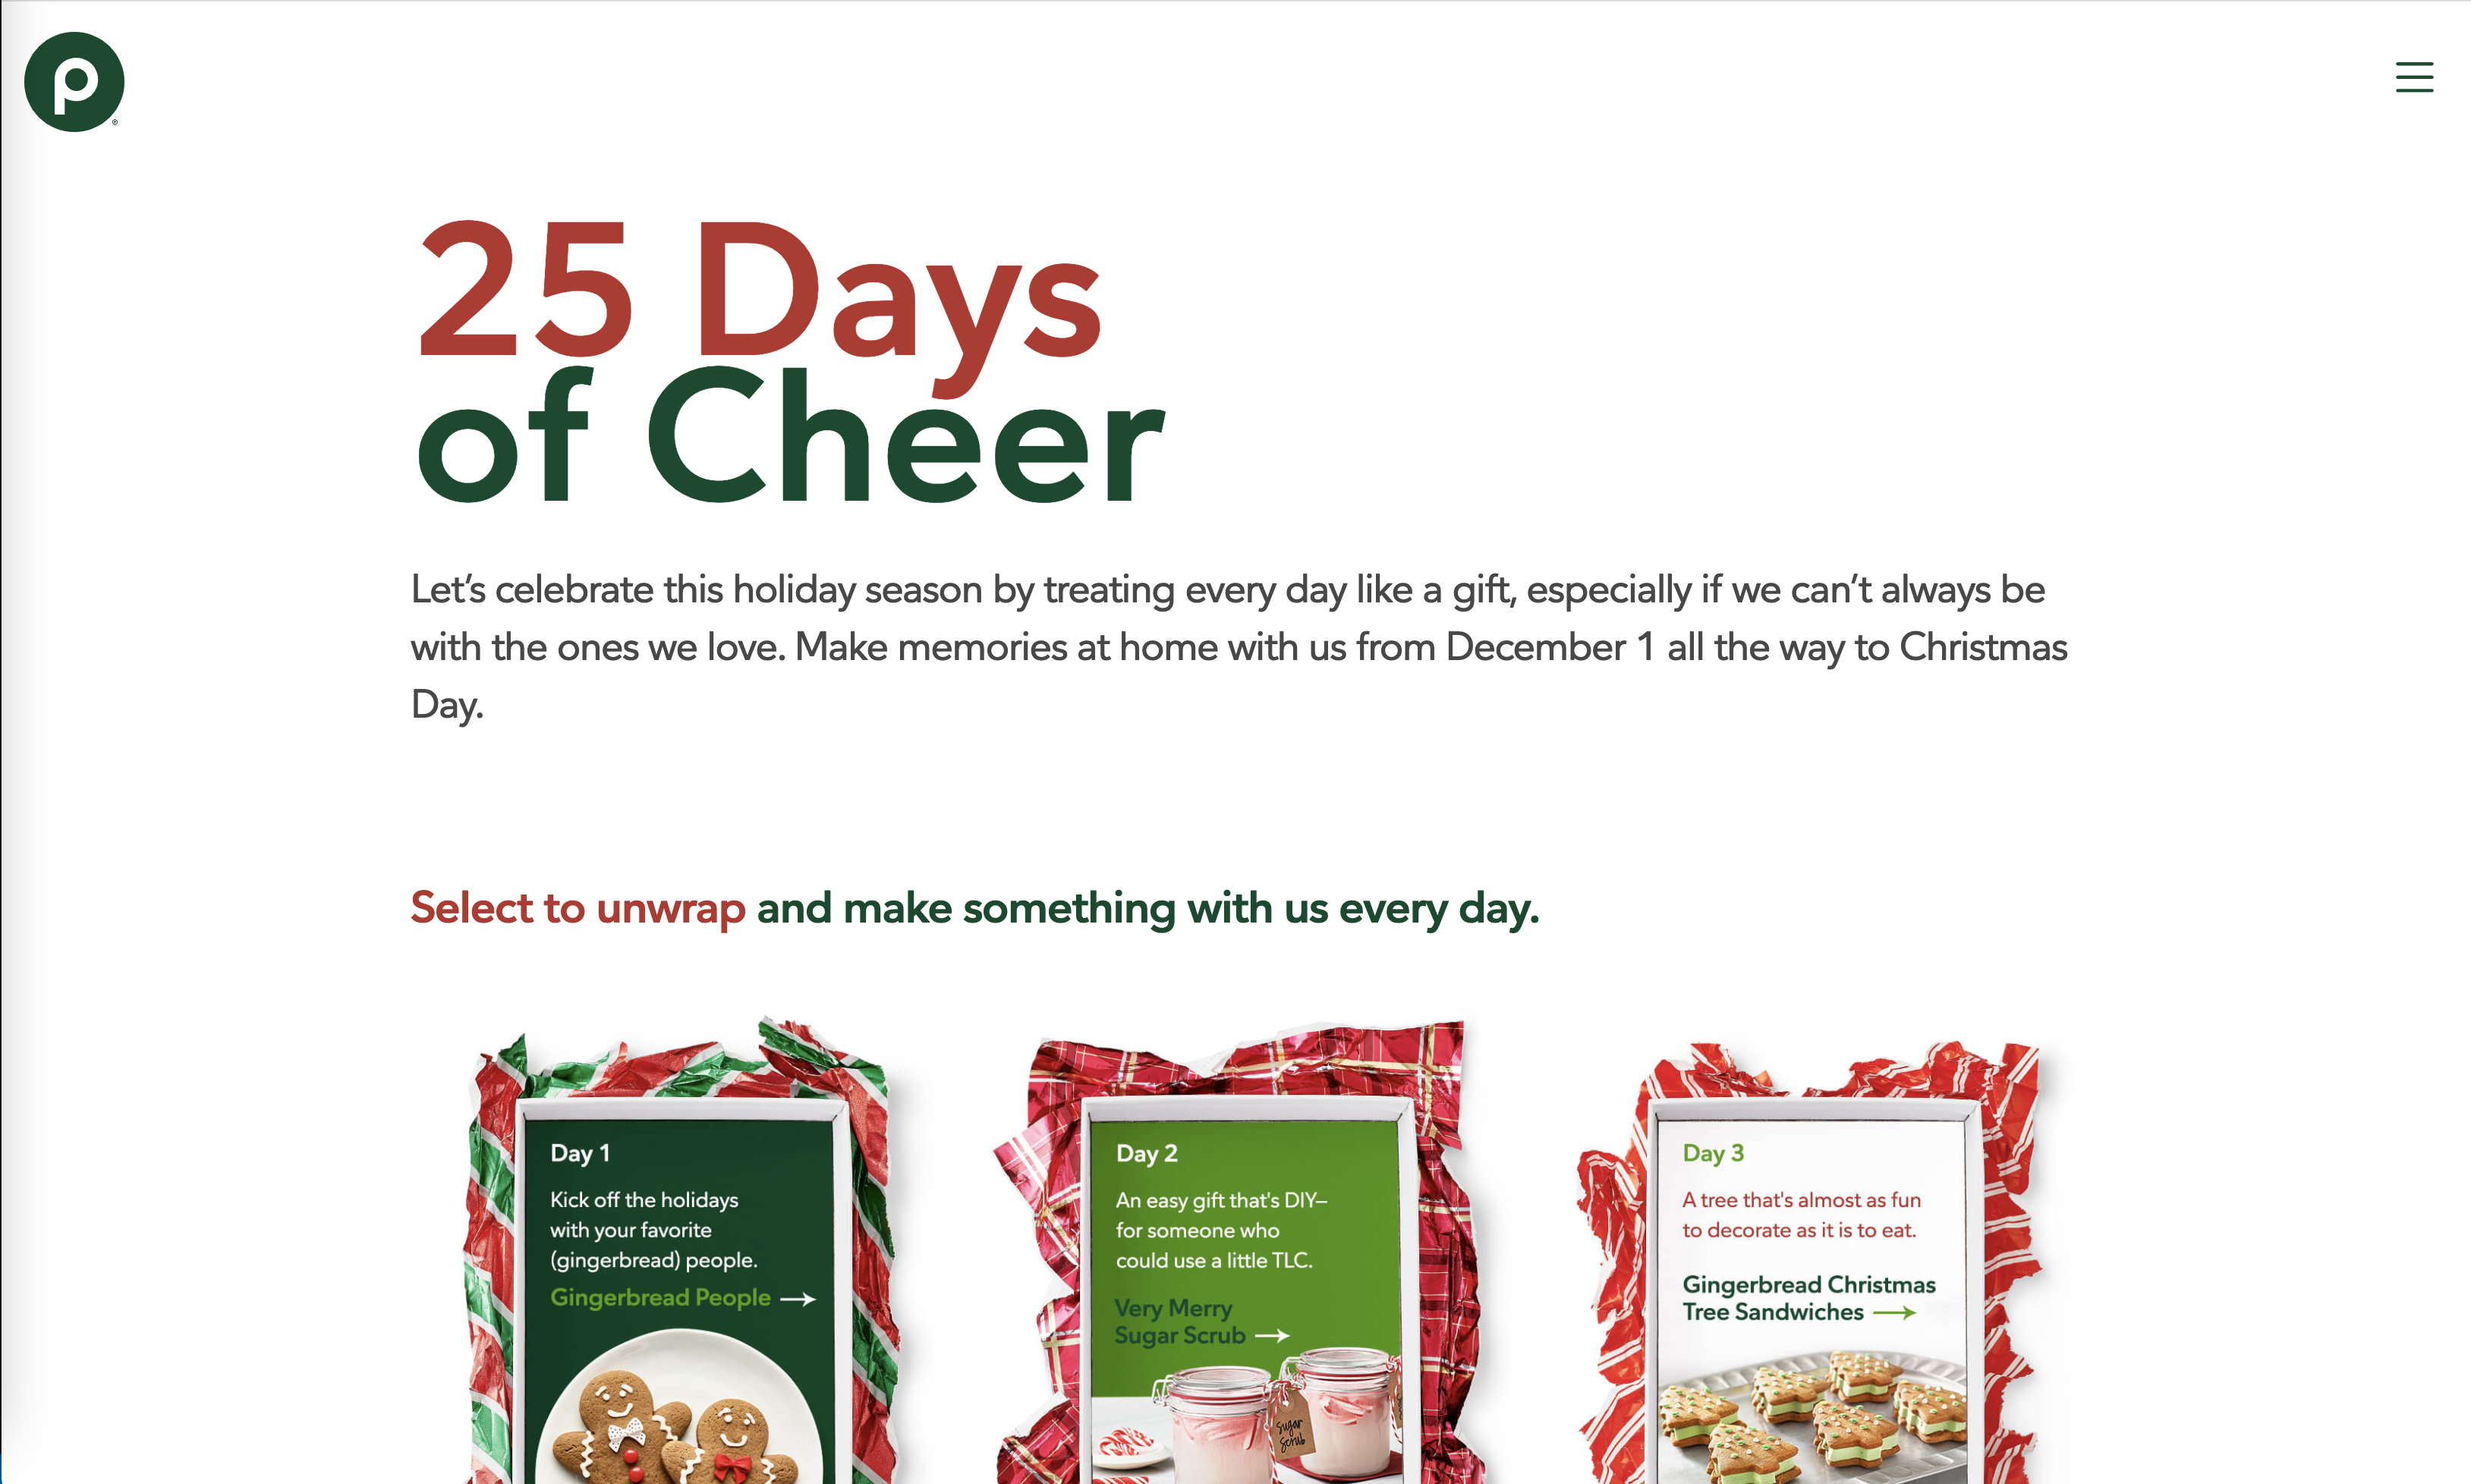 p
25 Days
of Cheer
Let’s celebrate this holiday season by treating every day like a gift, especially if we can’t always be
with the ones we love. Make memories at home with us from December 1 all the way to Christmas
Day.
Select to unwrap and make something with us every day.
Day 1
Kick off the holidays
with your favorite
(gingerbread) people.
Gingerbread People →
Day 2
An easy gift that's DIY–
for someone who
could use a little TLC.
Very Merry
Sugar Scrub →
Sugar
Scrub
Day 3
A tree that's almost as fun
to decorate as it is to eat.
Gingerbread Christmas
Tree Sandwiches →